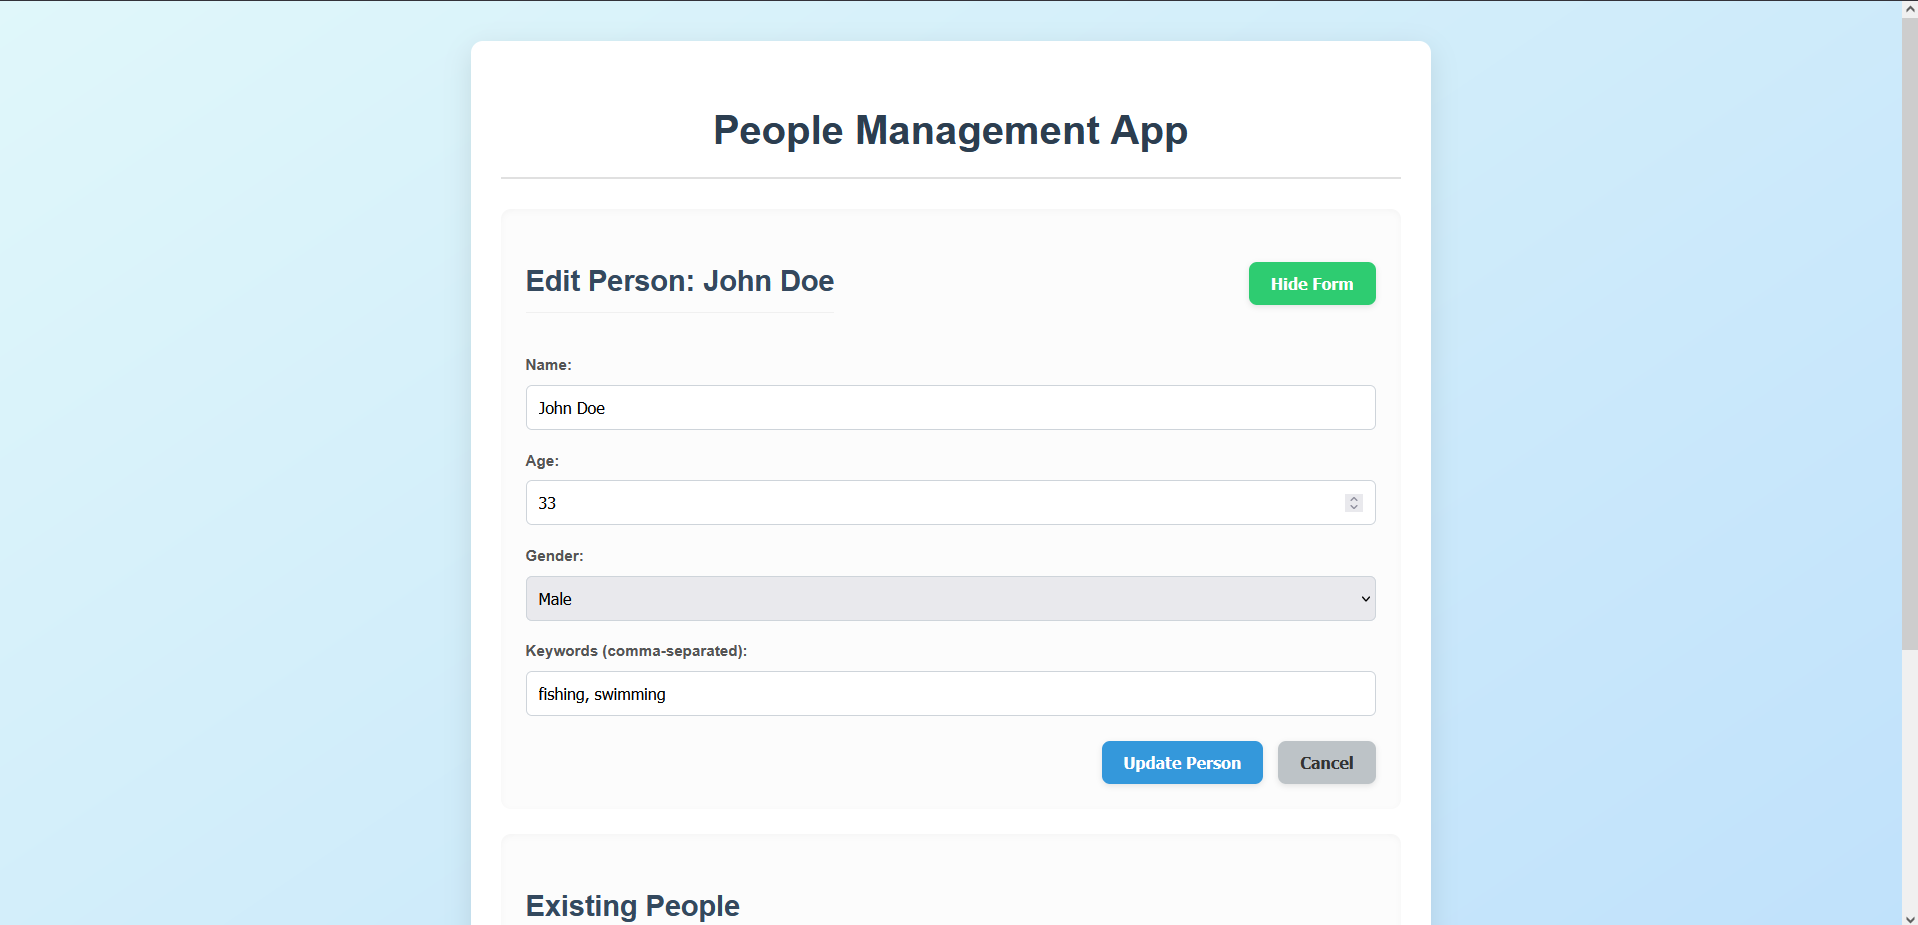 People Management App
Edit Person: John Doe
Hide Form
Name:
John Doe
Age:
33
Gender:
Male
Keywords (comma-separated):
fishing, swimming
Update Person
Cancel
Existing People